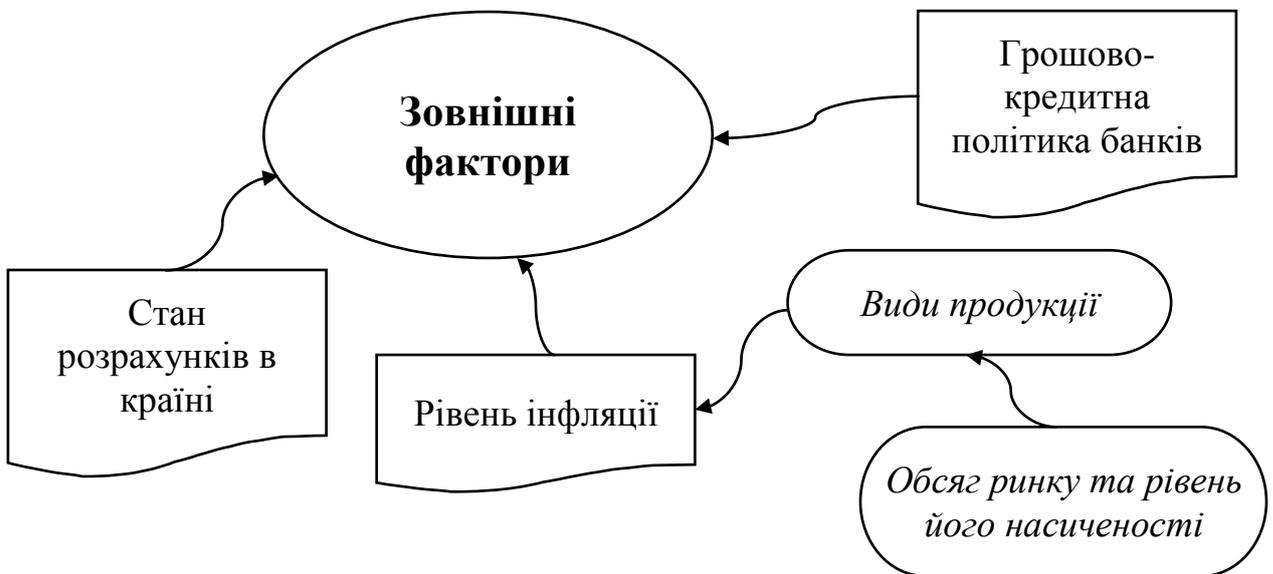 Зовнішні
фактори
Грошово-
кредитна
політика банків
Стан
розрахунків в
країні
Рівень інфляції
Види продукції
Обсяг ринку та рівень
його насиченості